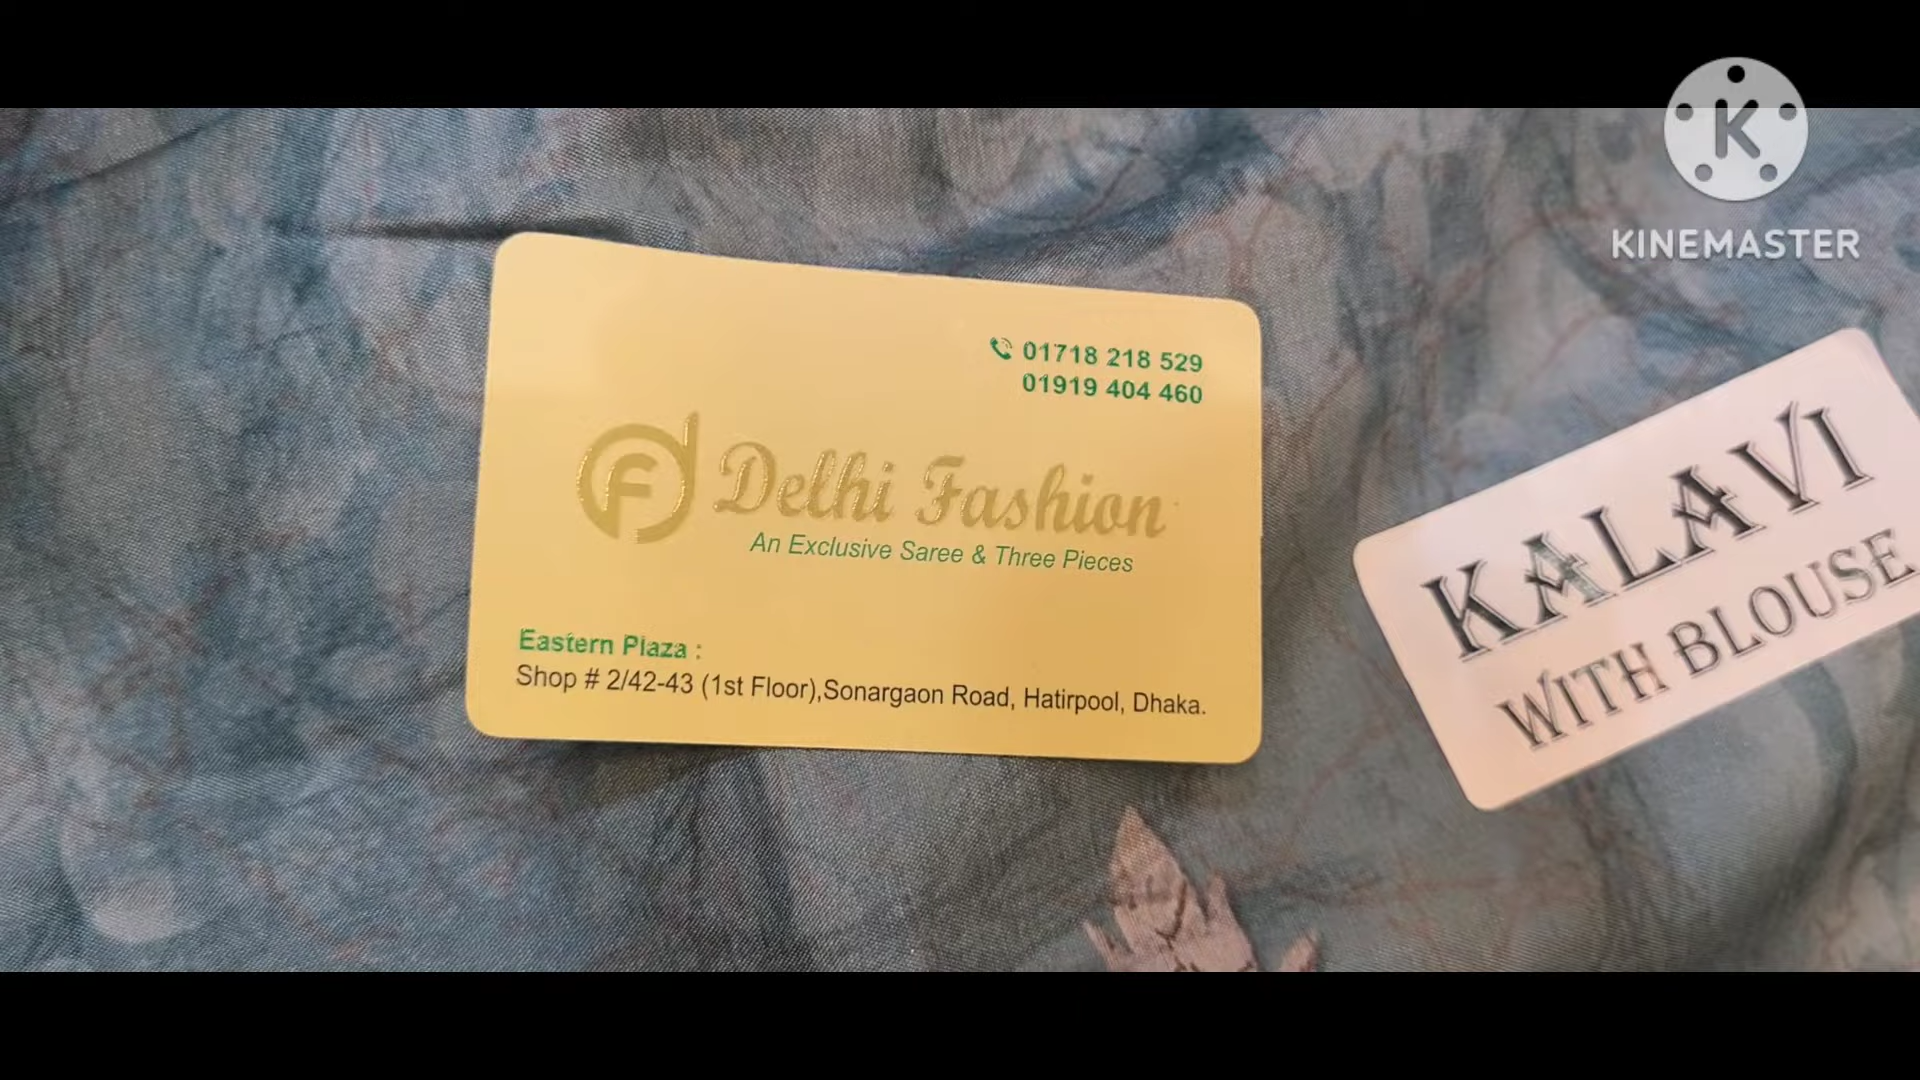 K
KINEMASTER
01718 218 529
01919 404 460
df Delhi Fashion
An Exclusive Saree & Three Pieces
Eastern Plaza :
Shop # 2/42-43 (1st Floor),Sonargaon Road, Hatirpool, Dhaka.
KALAVI
WITH BLOUSE